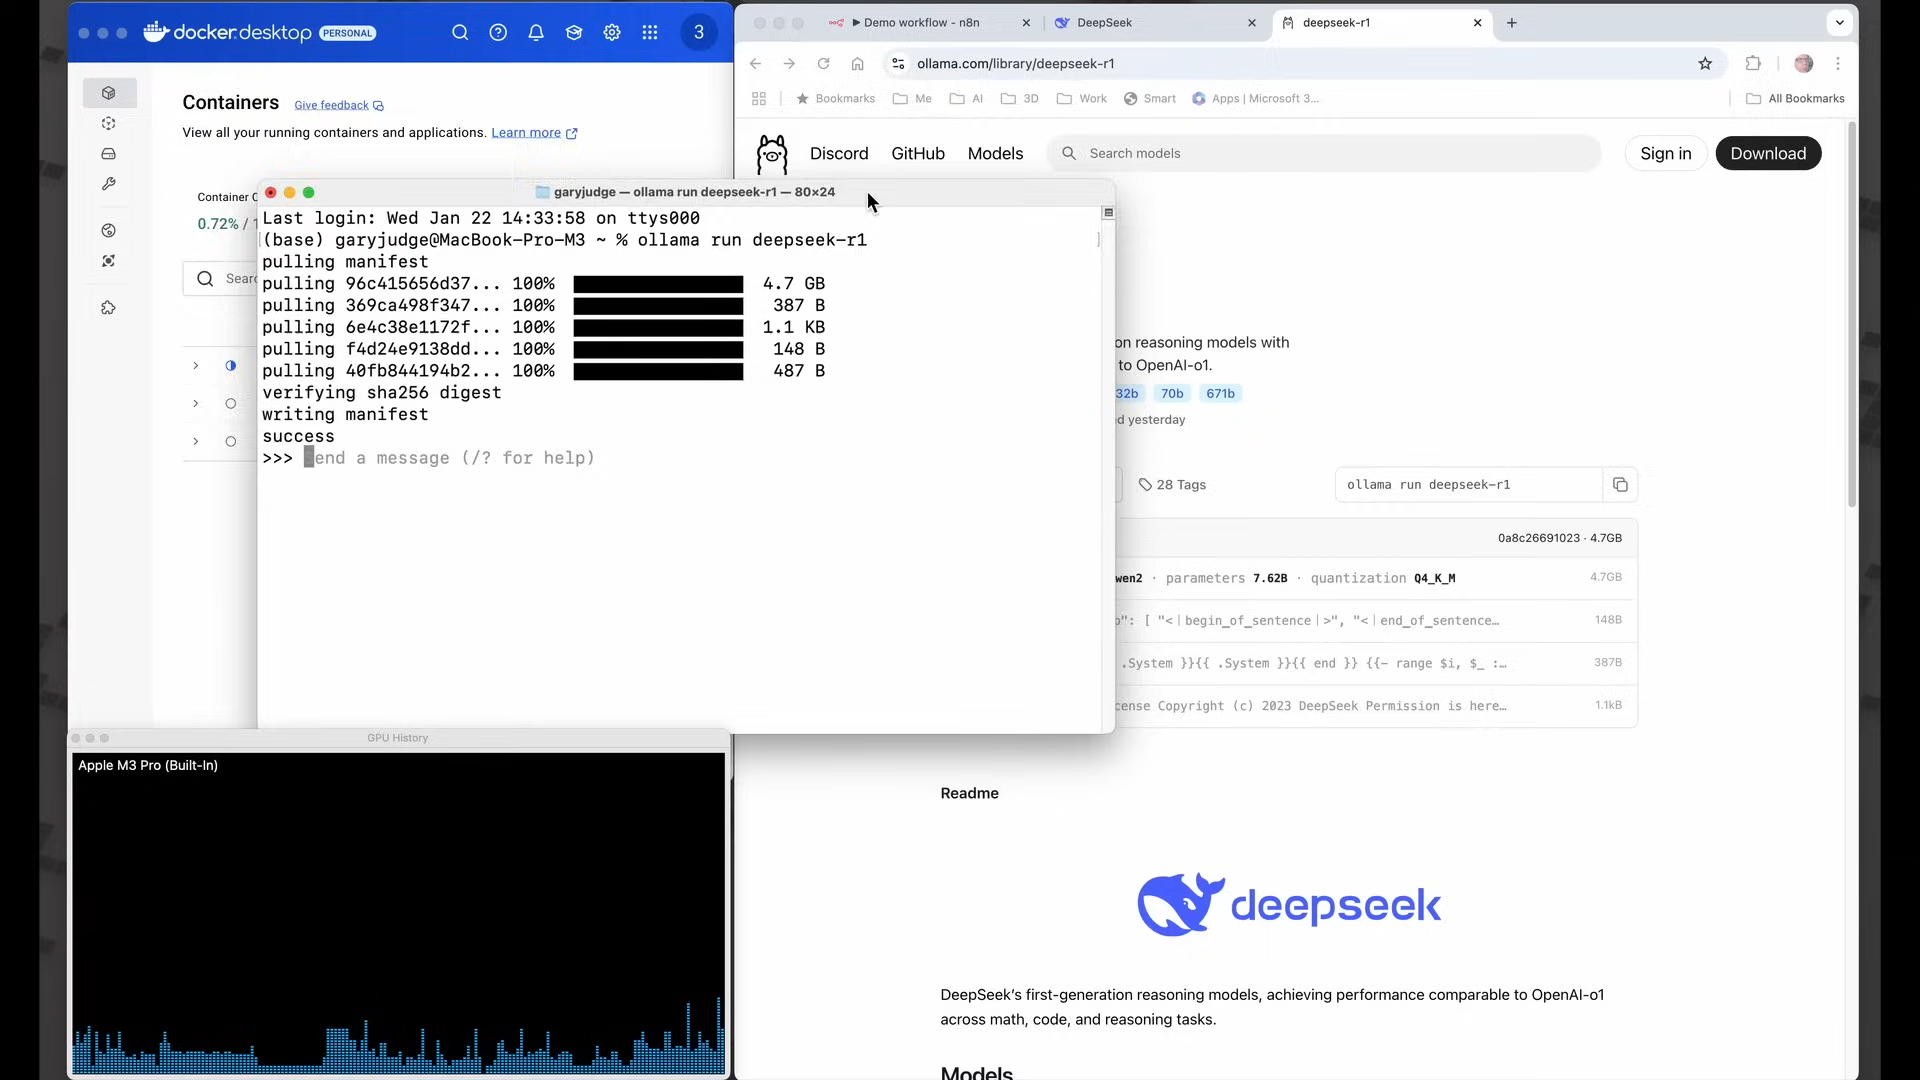 docker desktop PERSONAL
3
Containers Give feedback
View all your running containers and applications. Learn more
Container
0.72% /
Demo workflow - n8n
DeepSeek
deepseek-r1
ollama.com/library/deepseek-r1
Bookmarks Me AI 3D Work Smart Apps | Microsoft 3... All Bookmarks
Discord GitHub Models Search models Sign in Download
garyjudge — ollama run deepseek-r1 — 80×24
Last login: Wed Jan 22 14:33:58 on ttys000
(base) garyjudge@MacBook-Pro-M3 ~ % ollama run deepseek-r1
pulling manifest
pulling 96c415656d37... 100% 4.7 GB
pulling 369ca498f347... 100% 387 B
pulling 6e4c38e1172f... 100% 1.1 KB
pulling f4d24e9138dd... 100% 148 B
pulling 40fb844194b2... 100% 487 B
verifying sha256 digest
writing manifest
success
>>> Send a message (/? for help)
on reasoning models with
to OpenAI-o1.
32b 70b 671b
yesterday
28 Tags
ollama run deepseek-r1
0a8c26691023 · 4.7GB
wen2 · parameters 7.62B · quantization Q4_K_M 4.7GB
": [ "<|begin_of_sentence|>", "<|end_of_sentence… 148B
.System }}{{ .System }}{{ end }} {{- range $i, $_ :… 387B
cense Copyright (c) 2023 DeepSeek Permission is here… 1.1kB
GPU History
Apple M3 Pro (Built-In)
Readme
deepseek
DeepSeek's first-generation reasoning models, achieving performance comparable to OpenAI-o1
across math, code, and reasoning tasks.
Models